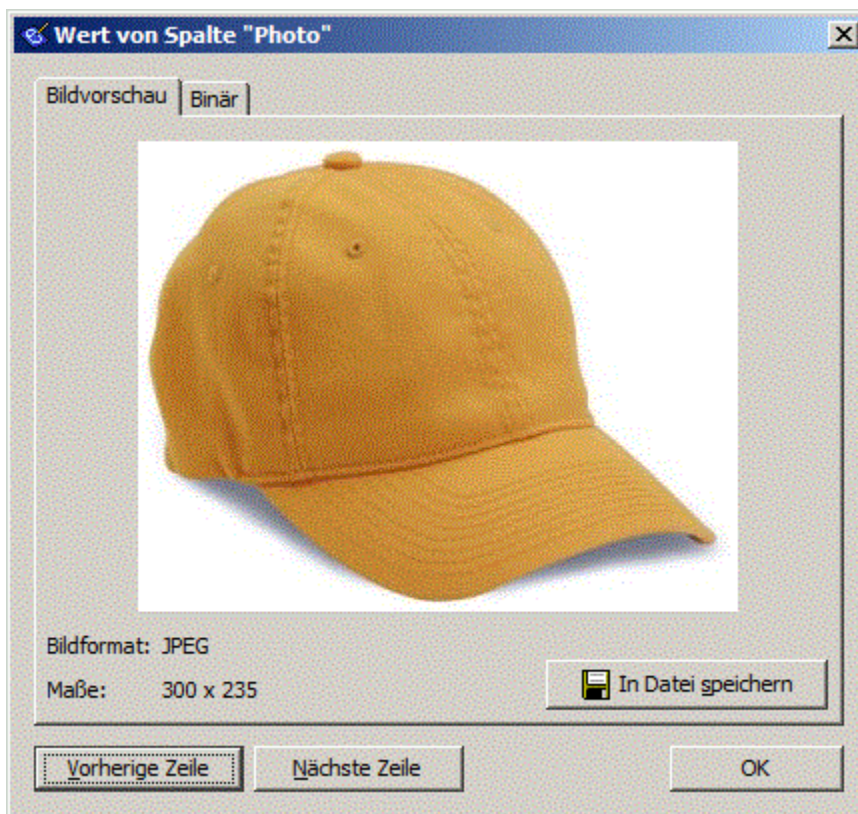 Wert von Spalte "Photo"
Bildvorschau
Binär
Bildformat: JPEG
Maße: 300 x 235
In Datei speichern
Vorherige Zeile
Nächste Zeile
OK